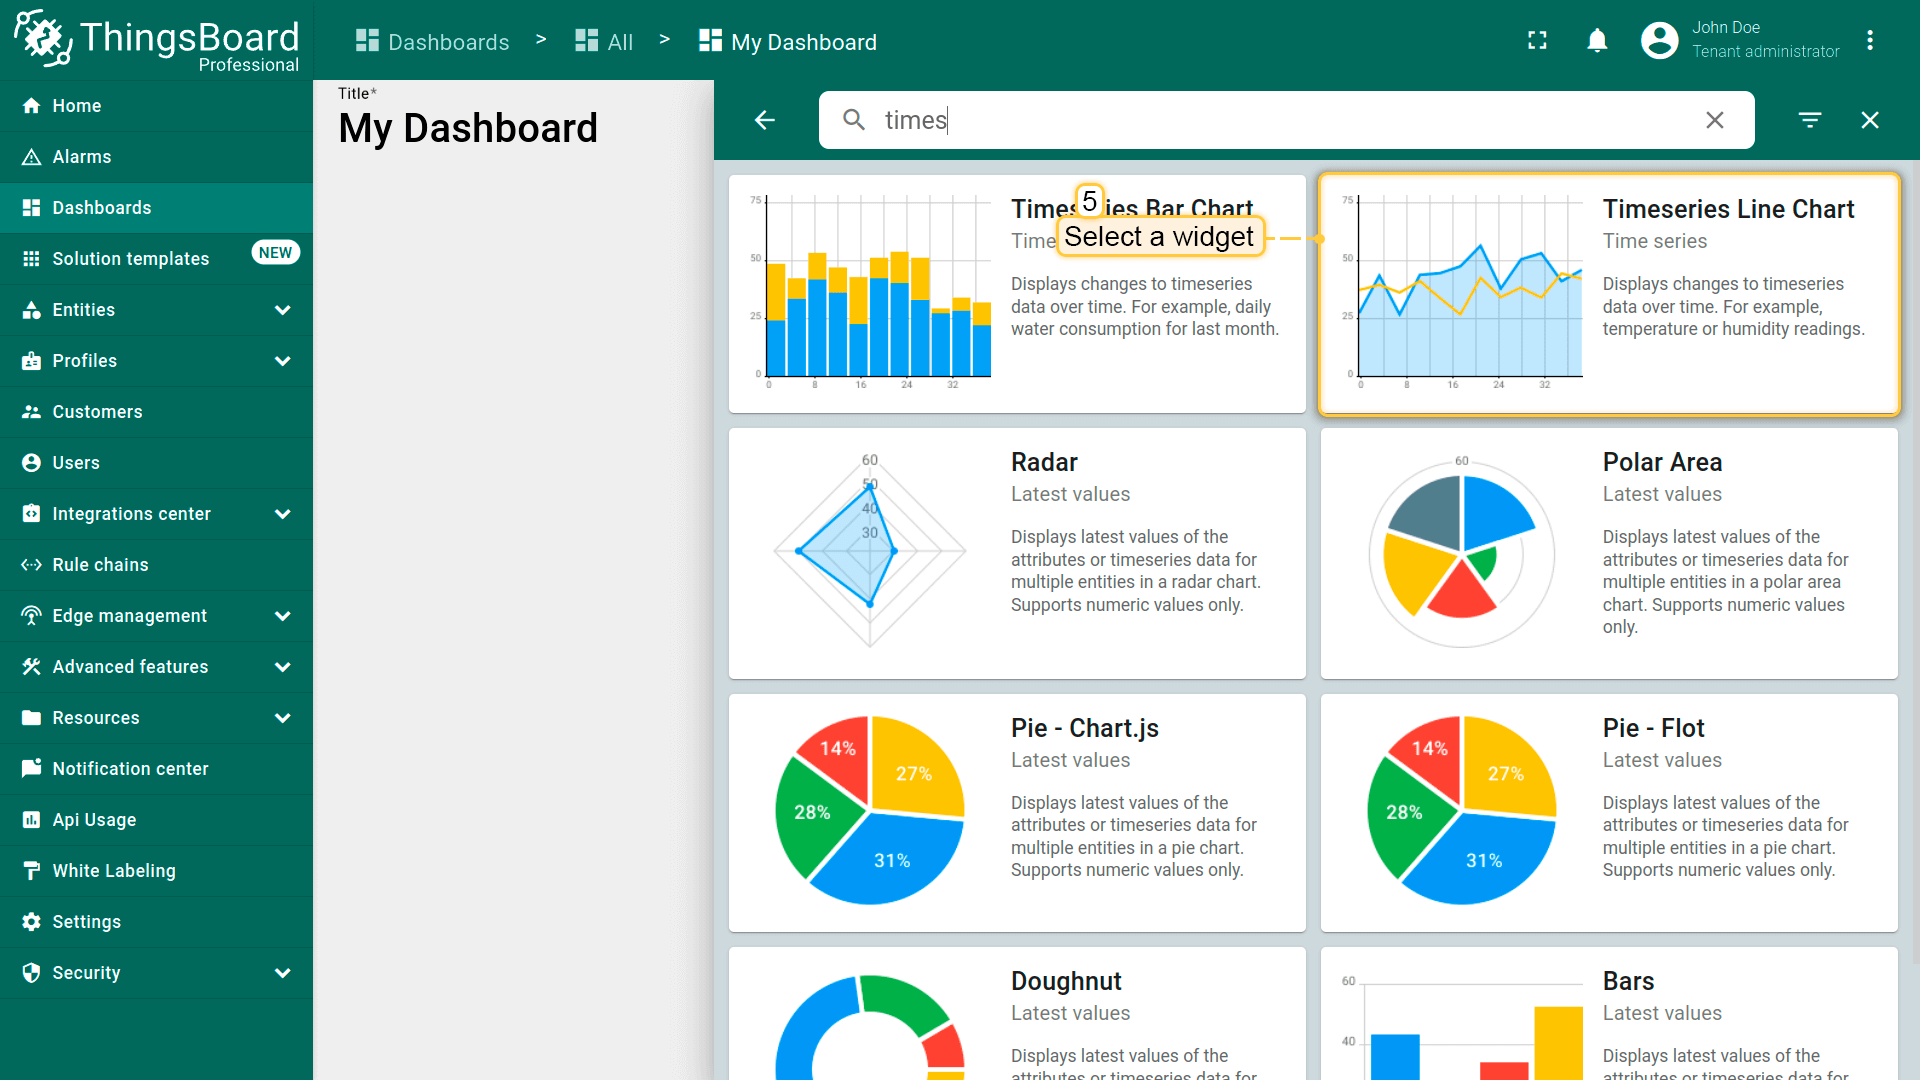 ThingsBoard
Professional
Dashboards > All > My Dashboard
John Doe
Tenant administrator
Home
Alarms
Dashboards
Solution templates NEW
Entities
Profiles
Customers
Users
Integrations center
Rule chains
Edge management
Advanced features
Resources
Notification center
Api Usage
White Labeling
Settings
Security
Title*
My Dashboard
times
75
50
25
0
0 8 16 24 32
5
Select a widget
Timeseries Bar Chart
Time
Displays changes to timeseries
data over time. For example, daily
water consumption for last month.
75
50
25
0
0 8 16 24 32
Timeseries Line Chart
Time series
Displays changes to timeseries
data over time. For example,
temperature or humidity readings.
60
50
40
30
Radar
Latest values
Displays latest values of the
attributes or timeseries data for
multiple entities in a radar chart.
Supports numeric values only.
60
Polar Area
Latest values
Displays latest values of the
attributes or timeseries data for
multiple entities in a polar area
chart. Supports numeric values
only.
14%
27%
28%
31%
Pie - Chart.js
Latest values
Displays latest values of the
attributes or timeseries data for
multiple entities in a pie chart.
Supports numeric values only.
14%
27%
28%
31%
Pie - Flot
Latest values
Displays latest values of the
attributes or timeseries data for
multiple entities in a pie chart.
Supports numeric values only.
Doughnut
Latest values
Displays latest values of the
attributes or timeseries data for
60
40
Bars
Latest values
Displays latest values of the
attributes or timeseries data for